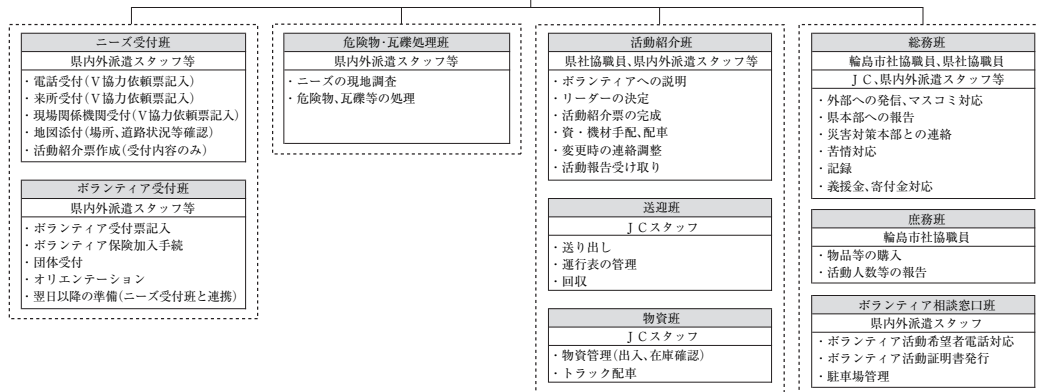 ニーズ受付班
県内外派遣スタッフ等
・電話受付(V協力依頼票記入)
・来所受付(V協力依頼票記入)
・現場関係機関受付(V協力依頼票記入)
・地図添付(場所、道路状況等確認)
・活動紹介票作成(受付内容のみ)
ボランティア受付班
県内外派遣スタッフ等
・ボランティア受付票記入
・ボランティア保険加入手続
・団体受付
・オリエンテーション
・翌日以降の準備(ニーズ受付班と連携)
危険物・瓦礫処理班
県内外派遣スタッフ等
・ニーズの現地調査
・危険物、瓦礫等の処理
活動紹介班
県社協職員、県内外派遣スタッフ等
・ボランティアへの説明
・リーダーの決定
・活動紹介票の完成
・資・機材手配、配車
・変更時の連絡調整
・活動報告受け取り
送迎班
JCスタッフ
・送り出し
・運行表の管理
・回収
物資班
JCスタッフ
・物資管理(出入、在庫確認)
・トラック配車
総務班
輪島市社協職員、県社協職員
JC、県内外派遣スタッフ等
・外部への発信、マスコミ対応
・県本部への報告
・災害対策本部との連絡
・苦情対応
・記録
・義援金、寄付金対応
庶務班
輪島市社協職員
・物品等の購入
・活動人数等の報告
ボランティア相談窓口班
県内外派遣スタッフ
・ボランティア活動希望者電話対応
・ボランティア活動証明書発行
・駐車場管理